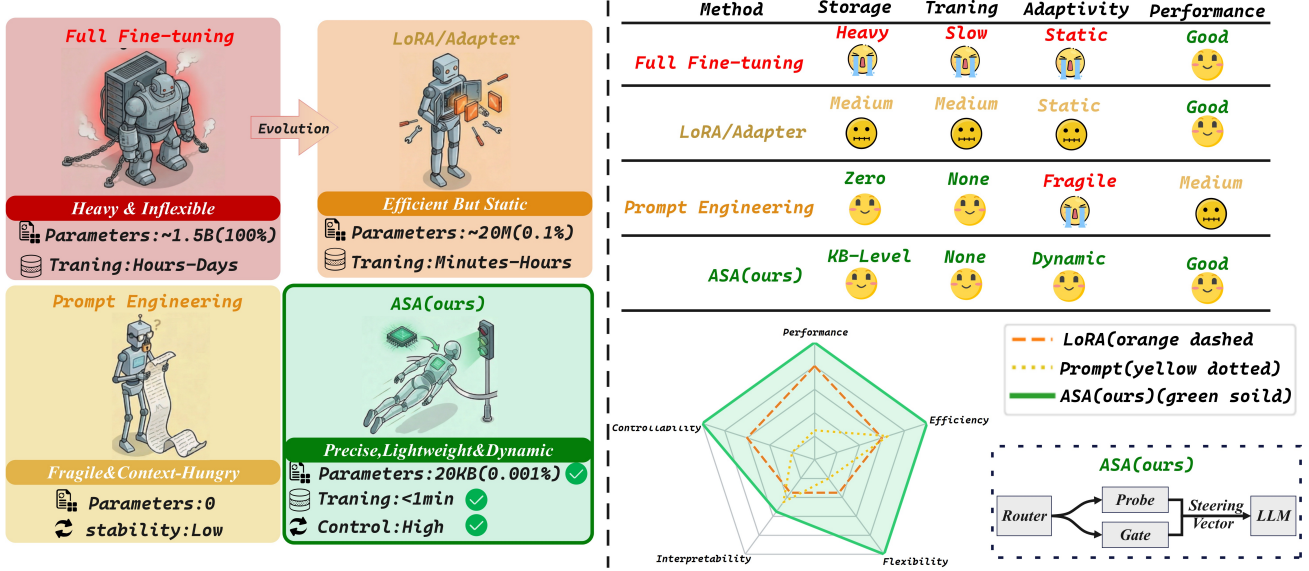 Full Fine-tuning
Heavy & Inflexible
Parameters:~1.5B(100%)
Traning:Hours-Days
Evolution
LoRA/Adapter
Efficient But Static
Parameters:~20M(0.1%)
Traning:Minutes-Hours
Prompt Engineering
?
Fragile&Context-Hungry
Parameters:0
stability:Low
ASA(ours)
Precise,Lightweight&Dynamic
Parameters:20KB(0.001%)
Traning:<1min
Control:High
Method Storage Traning Adaptivity Performance
Full Fine-tuning Heavy Slow Static Good
LoRA/Adapter Medium Medium Static Good
Prompt Engineering Zero None Fragile Medium
ASA(ours) KB-Level None Dynamic Good
Performance
Efficiency
Flexibility
Interpretability
Controllability
LoRA(orange dashed
Prompt(yellow dotted)
ASA(ours)(green soild)
ASA(ours)
Router
Probe
Gate
Steering
Vector
LLM